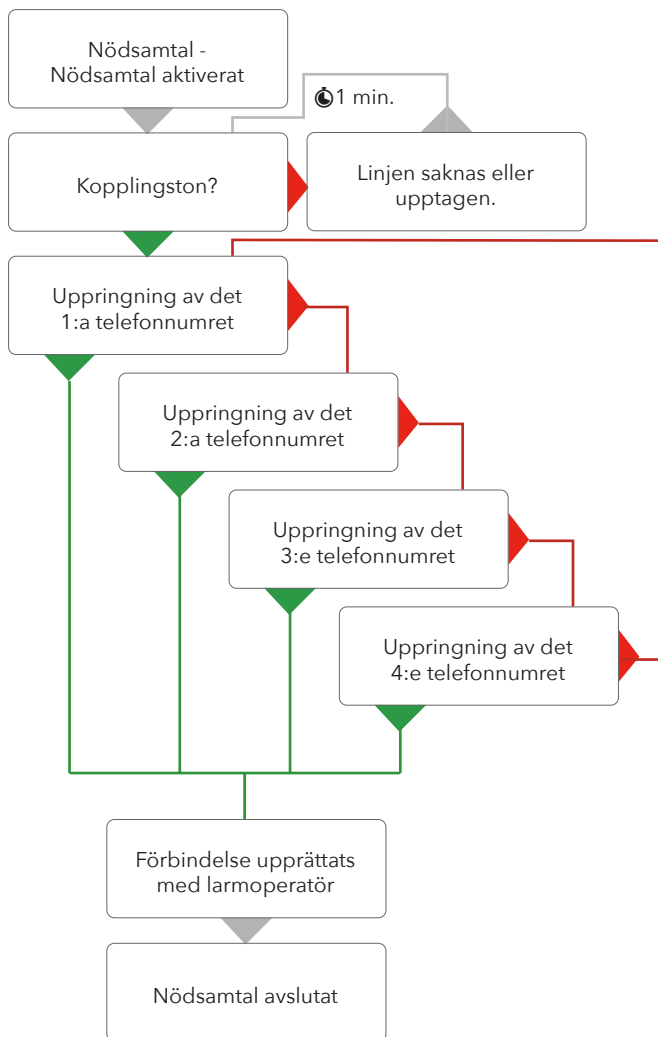 Nödsamtal -
Nödsamtal aktiverat
1 min.
Kopplingston?
Linjen saknas eller
upptagen.
Uppringning av det
1:a telefonnumret
Uppringning av det
2:a telefonnumret
Uppringning av det
3:e telefonnumret
Uppringning av det
4:e telefonnumret
Förbindelse upprättats
med larmoperatör
Nödsamtal avslutat